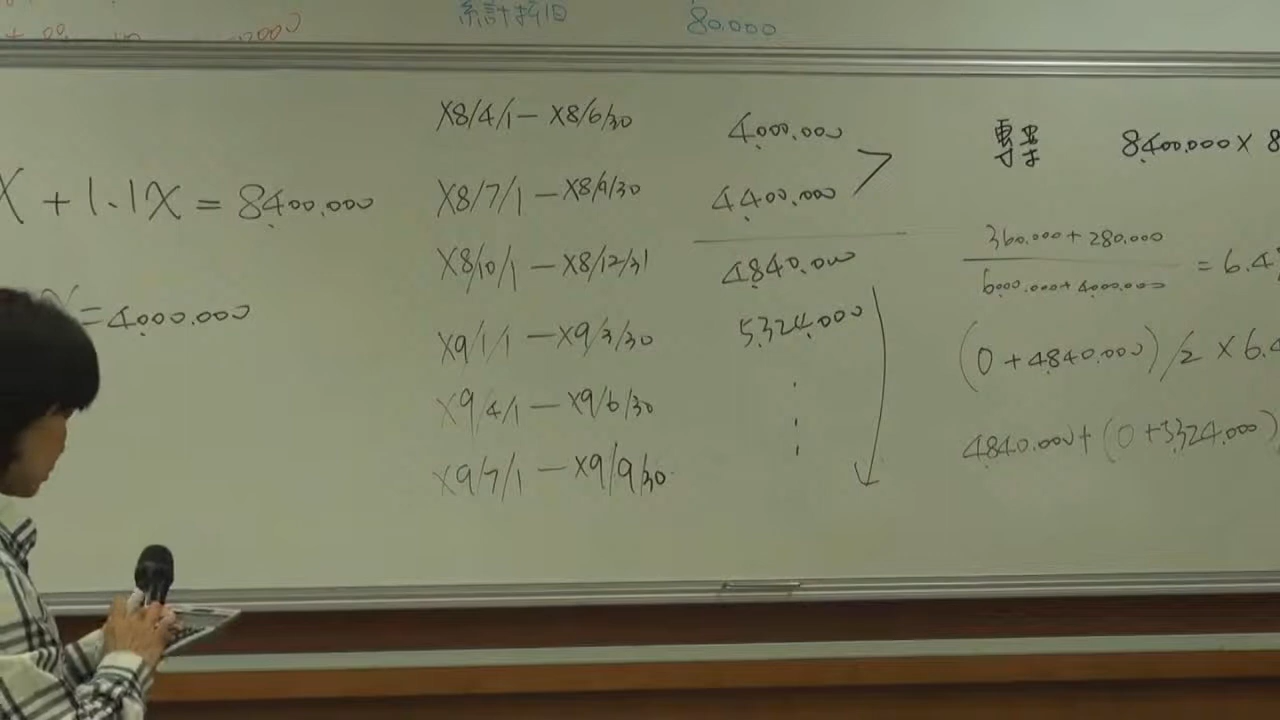 累計折旧 80.000
X + 1.1X = 8400.000
X = 4000.000
X8/4/1 — X8/6/30 4000.000
X8/7/1 — X8/9/30 4400.000
X8/10/1 — X8/12/31 4840.000
X9/1/1 — X9/3/30 5324.000
X9/4/1 — X9/6/30
X9/7/1 — X9/9/30
專案 8400.000 × 8
360.000 + 280.000
6000.000 + 4000.000
= 6.4
(0 + 4840.000)/2 × 6.4
4840.000 + (0 + 5324.000)